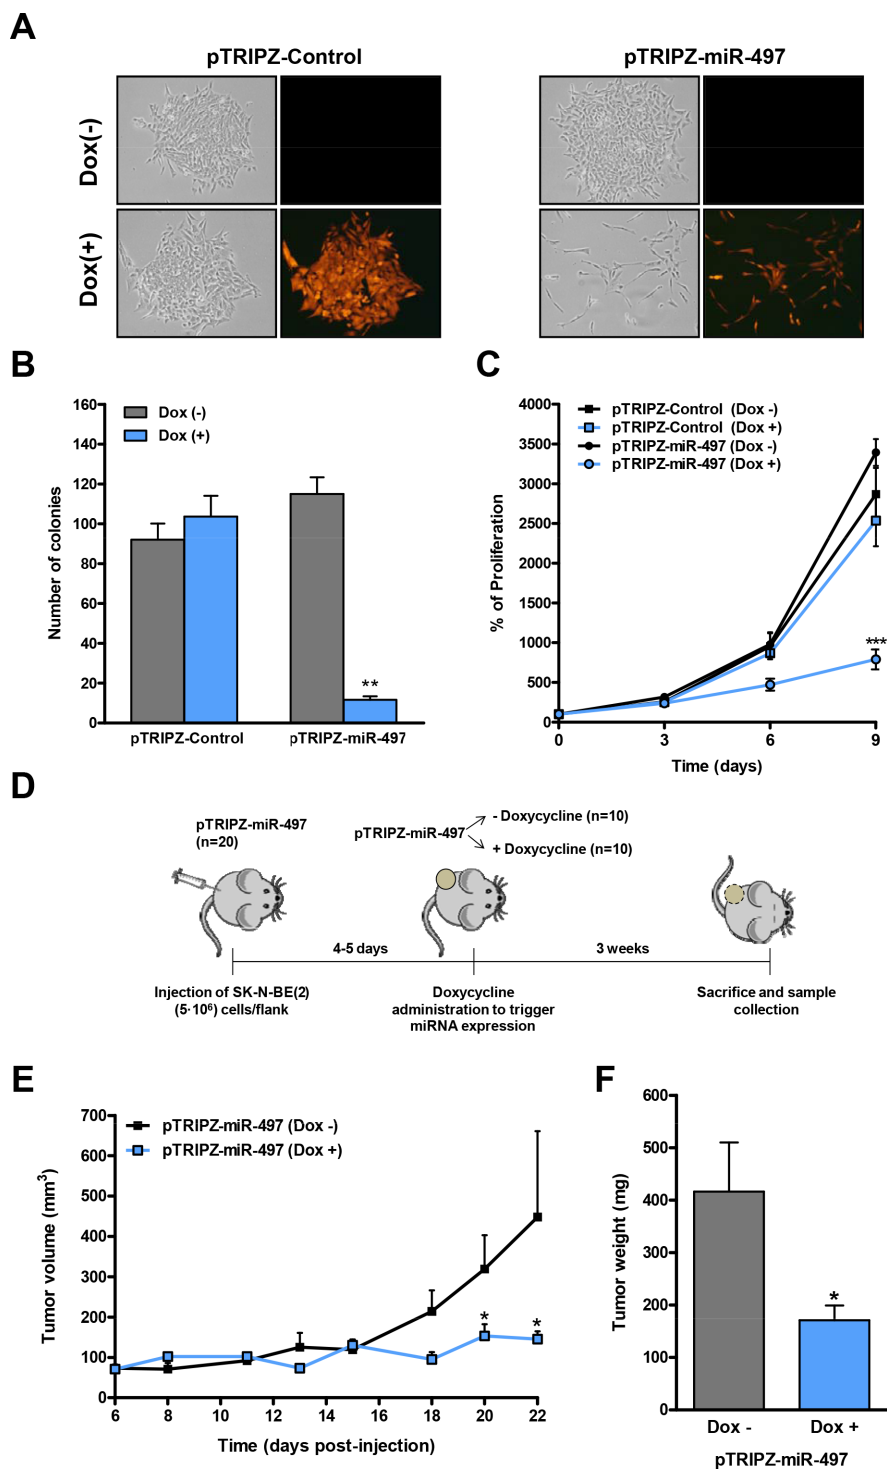 A
pTRIPZ-Control
pTRIPZ-miR-497
Dox(-)
Dox(+)
B
160
140
120
100
80
60
40
20
0
Number of colonies
Dox (-)
Dox (+)
**
pTRIPZ-Control
pTRIPZ-miR-497
C
4000
3500
3000
2500
2000
1500
1000
500
0
% of Proliferation
pTRIPZ-Control (Dox -)
pTRIPZ-Control (Dox +)
pTRIPZ-miR-497 (Dox -)
pTRIPZ-miR-497 (Dox +)
***
0 3 6 9
Time (days)
D
pTRIPZ-miR-497
(n=20)
pTRIPZ-miR-497
- Doxycycline (n=10)
+ Doxycycline (n=10)
4-5 days
3 weeks
Injection of SK-N-BE(2)
(5·10⁶) cells/flank
Doxycycline
administration to trigger
miRNA expression
Sacrifice and sample
collection
E
700
600
500
400
300
200
100
0
Tumor volume (mm³)
pTRIPZ-miR-497 (Dox -)
pTRIPZ-miR-497 (Dox +)
*
*
6 8 10 12 14 16 18 20 22
Time (days post-injection)
F
600
500
400
300
200
100
0
Tumor weight (mg)
*
Dox - Dox +
pTRIPZ-miR-497